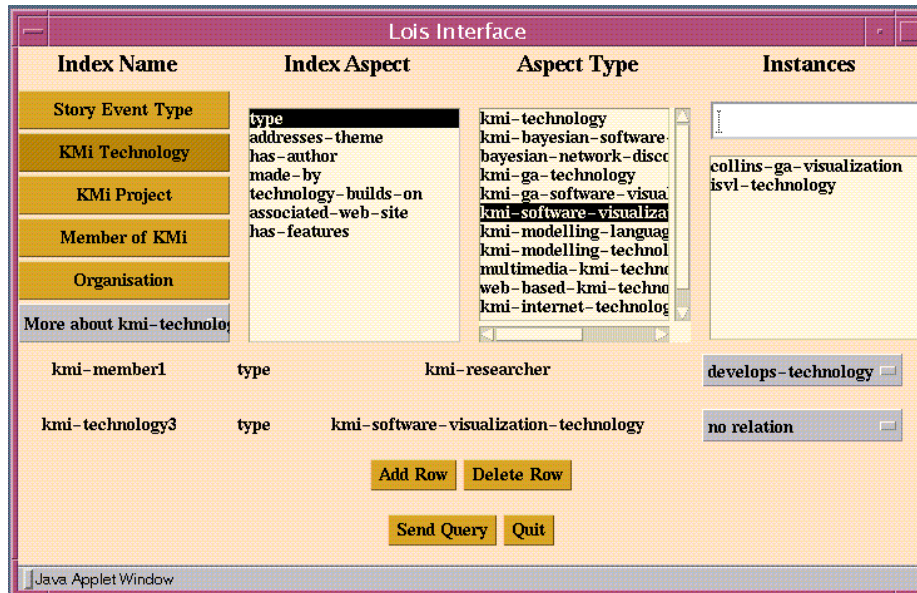 Lois Interface
Index Name
Index Aspect
Aspect Type
Instances
Story Event Type
KMi Technology
KMi Project
Member of KMi
Organisation
More about kmi-technolo
type
addresses-theme
has-author
made-by
technology-builds-on
associated-web-site
has-features
kmi-technology
kmi-bayesian-software-
bayesian-network-disco
kmi-ga-technology
kmi-ga-software-visual
kmi-software-visualizat
kmi-modelling-languag
kmi-modelling-technol
multimedia-kmi-techno
web-based-kmi-techno
kmi-internet-technolog
collins-ga-visualization
isvl-technology
kmi-member1 type kmi-researcher develops-technology
kmi-technology3 type kmi-software-visualization-technology no relation
Add Row Delete Row
Send Query Quit
Java Applet Window